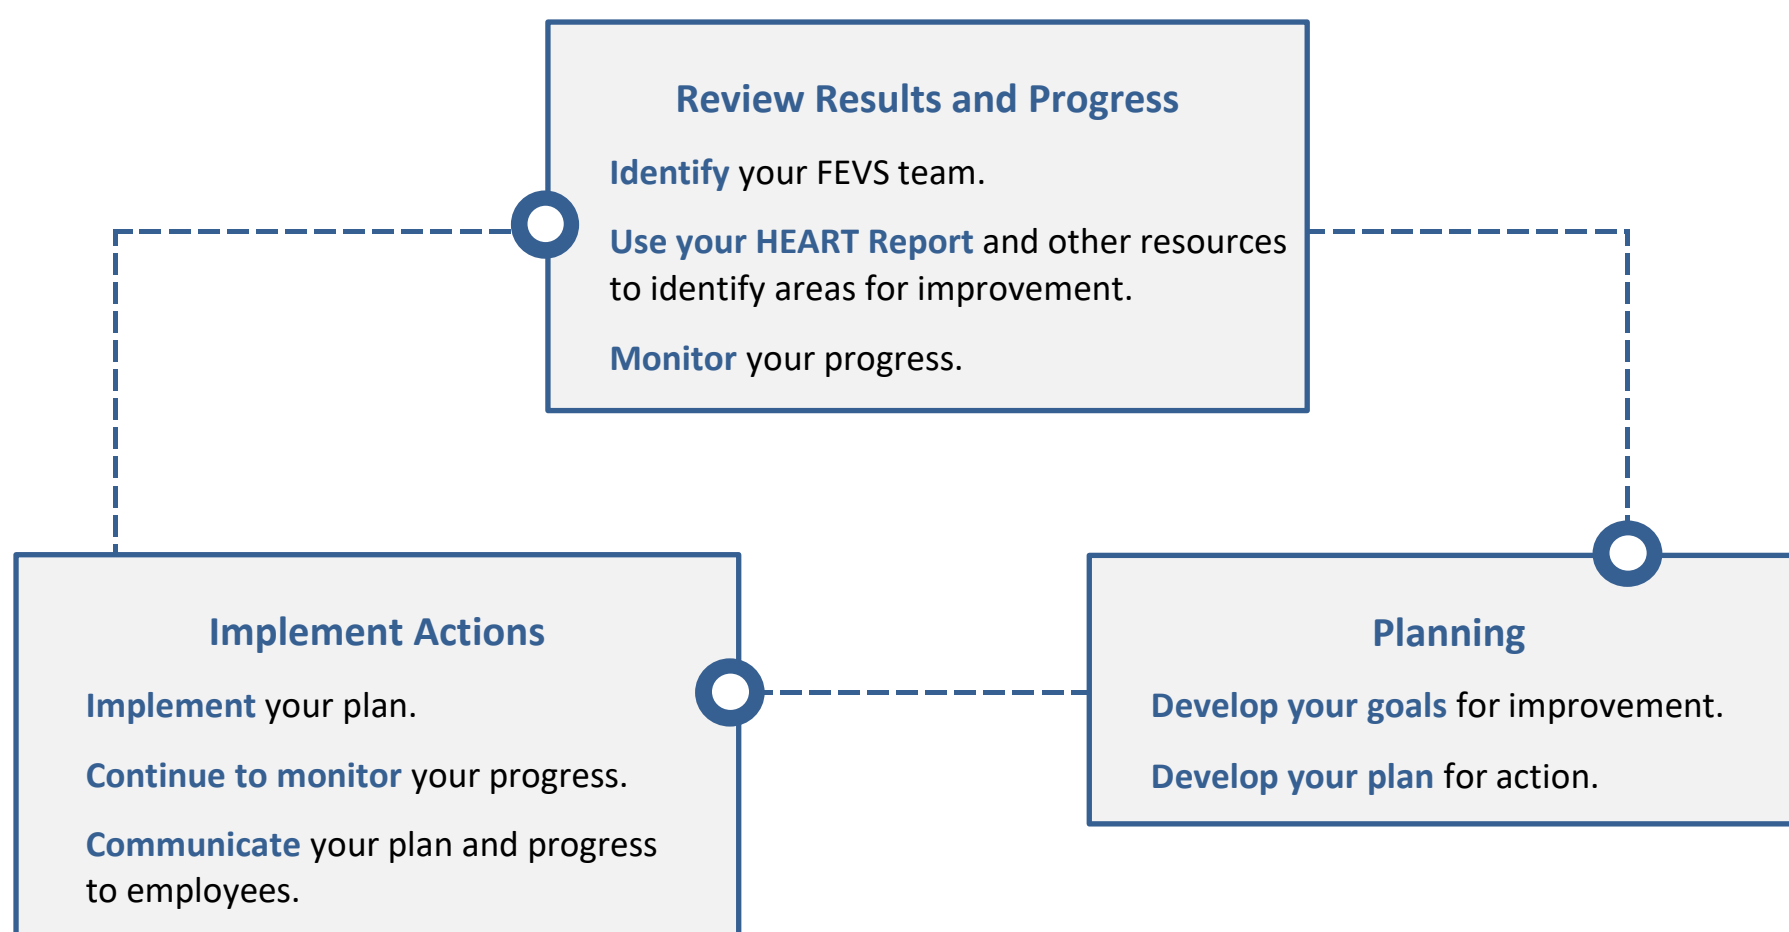 Review Results and Progress
Identify your FEVS team.
Use your HEART Report and other resources
to identify areas for improvement.
Monitor your progress.
Implement Actions
Implement your plan.
Continue to monitor your progress.
Communicate your plan and progress
to employees.
Planning
Develop your goals for improvement.
Develop your plan for action.